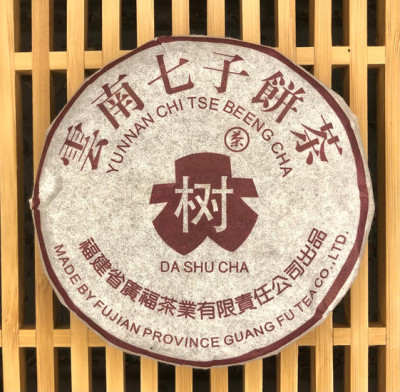 雲南七子餅茶
YUNNAN CHI TSE BEENG CHA
茶
树
DA SHU CHA
福建省廣福茶業有限責任公司出品
MADE BY FUJIAN PROVINCE GUANG FU TEA CO., LTD.